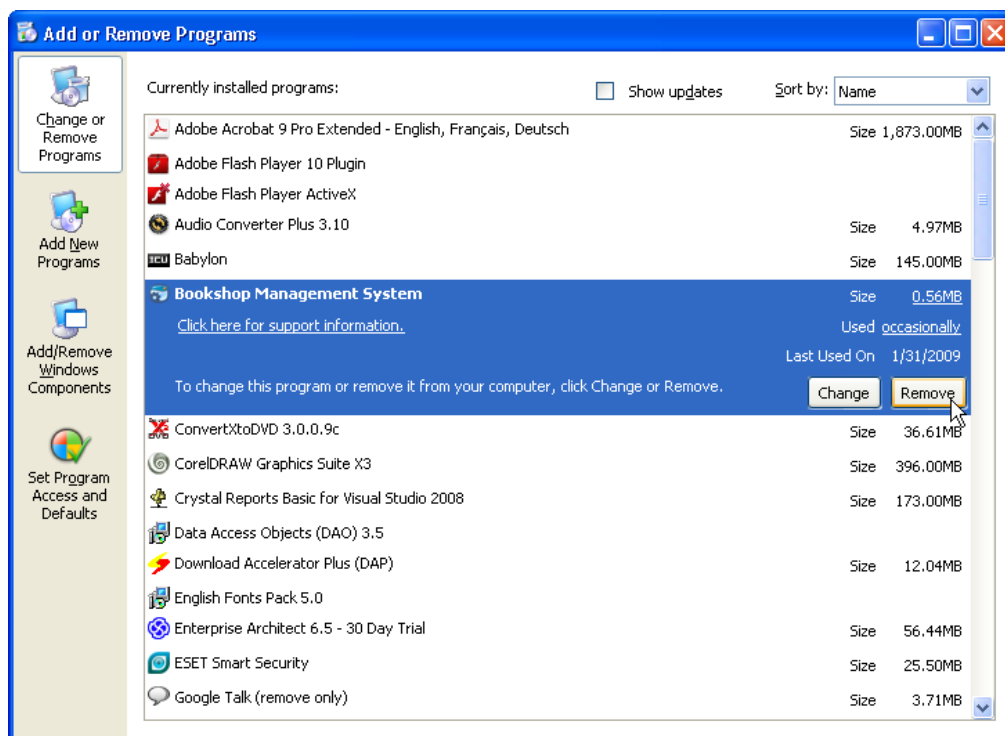 Add or Remove Programs
Change or
Remove
Programs
Add New
Programs
Add/Remove
Windows
Components
Set Program
Access and
Defaults
Currently installed programs:
Show updates
Sort by: Name
Adobe Acrobat 9 Pro Extended - English, Français, Deutsch Size 1,873.00MB
Adobe Flash Player 10 Plugin
Adobe Flash Player ActiveX
Audio Converter Plus 3.10 Size 4.97MB
Babylon Size 145.00MB
Bookshop Management System Size 0.56MB
Click here for support information. Used occasionally
Last Used On 1/31/2009
To change this program or remove it from your computer, click Change or Remove. Change Remove
ConvertXtoDVD 3.0.0.9c Size 36.61MB
CorelDRAW Graphics Suite X3 Size 396.00MB
Crystal Reports Basic for Visual Studio 2008 Size 173.00MB
Data Access Objects (DAO) 3.5
Download Accelerator Plus (DAP) Size 12.04MB
English Fonts Pack 5.0
Enterprise Architect 6.5 - 30 Day Trial Size 56.44MB
ESET Smart Security Size 25.50MB
Google Talk (remove only) Size 3.71MB